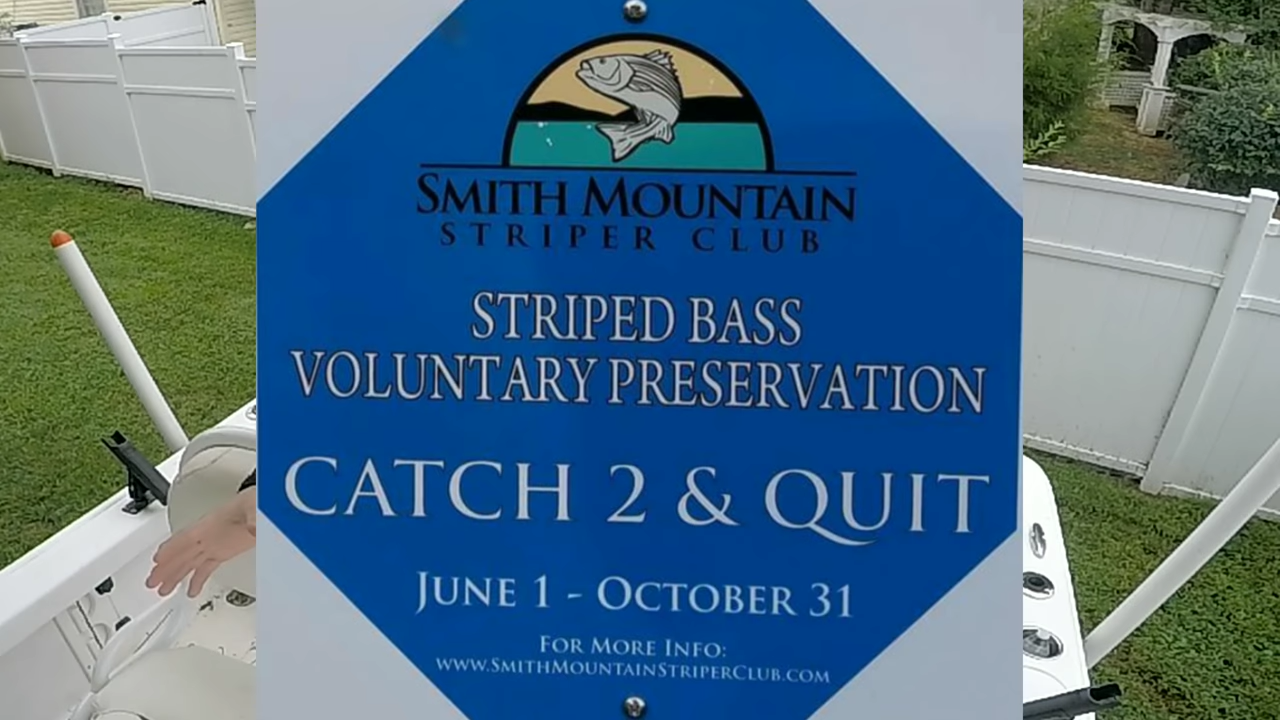 SMITH MOUNTAIN
STRIPER CLUB
STRIPED BASS
VOLUNTARY PRESERVATION
CATCH 2 & QUIT
JUNE 1 - OCTOBER 31
FOR MORE INFO:
WWW.SMITHMOUNTAINSTRIPERCLUB.COM